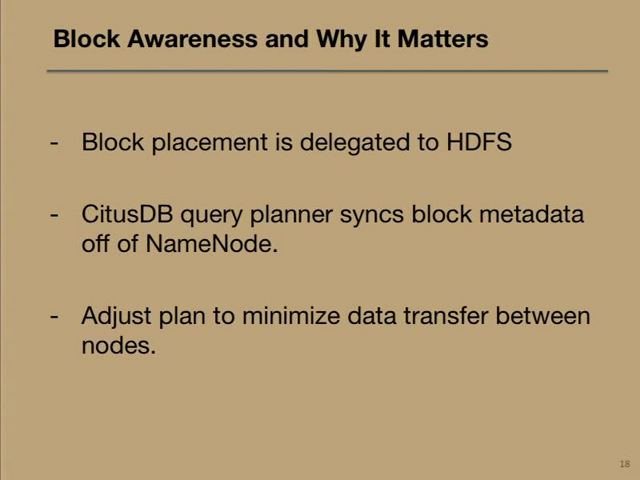 Block Awareness and Why It Matters
- Block placement is delegated to HDFS
- CitusDB query planner syncs block metadata
off of NameNode.
- Adjust plan to minimize data transfer between
nodes.
18